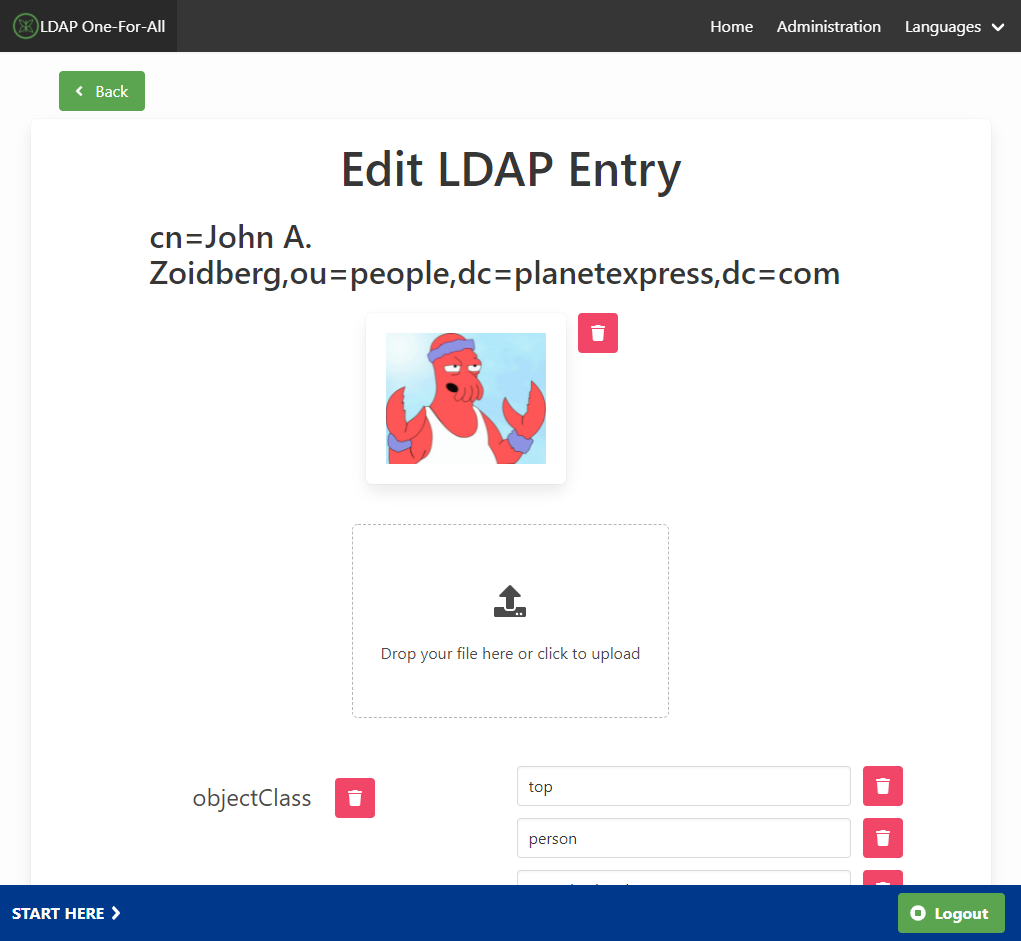 LDAP One-For-All
Home
Administration
Languages
Back
Edit LDAP Entry
cn=John A.
Zoidberg,ou=people,dc=planetexpress,dc=com
Drop your file here or click to upload
objectClass
top
person
START HERE
Logout